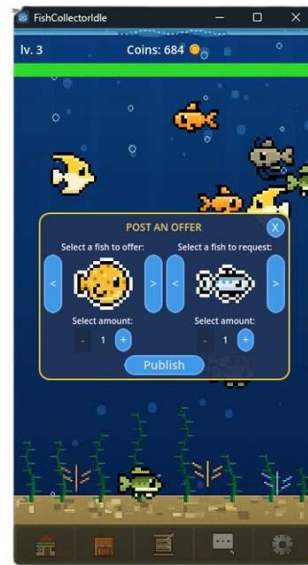 FishCollectorIdle
lv. 3 Coins: 684
POST AN OFFER X
Select a fish to offer: Select a fish to request:
< > < >
Select amount: Select amount:
- 1 + - 1 +
Publish